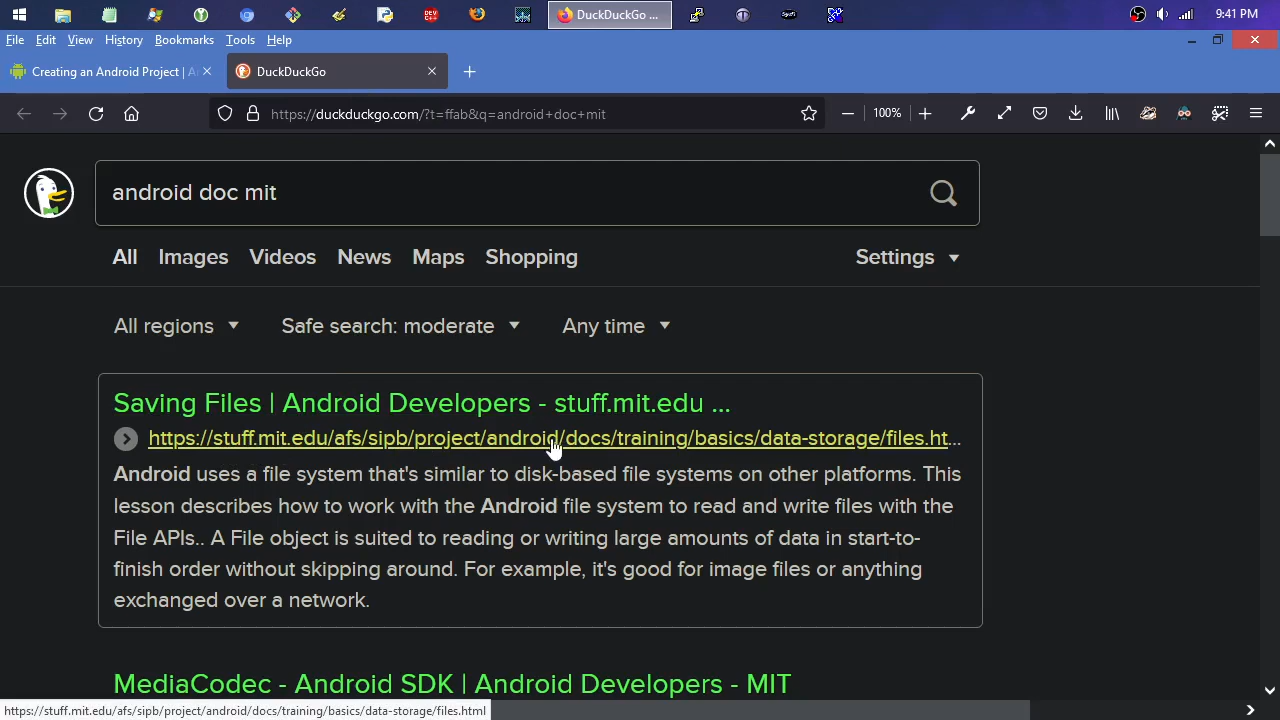 DuckDuckGo ...
9:41 PM
File Edit View History Bookmarks Tools Help
Creating an Android Project | A
DuckDuckGo
https://duckduckgo.com/?t=ffab&q=android+doc+mit
100%
android doc mit
All Images Videos News Maps Shopping Settings
All regions Safe search: moderate Any time
Saving Files | Android Developers - stuff.mit.edu ...
https://stuff.mit.edu/afs/sipb/project/android/docs/training/basics/data-storage/files.ht...
Android uses a file system that's similar to disk-based file systems on other platforms. This
lesson describes how to work with the Android file system to read and write files with the
File APIs.. A File object is suited to reading or writing large amounts of data in start-to-
finish order without skipping around. For example, it's good for image files or anything
exchanged over a network.
MediaCodec - Android SDK | Android Developers - MIT
https://stuff.mit.edu/afs/sipb/project/android/docs/training/basics/data-storage/files.html